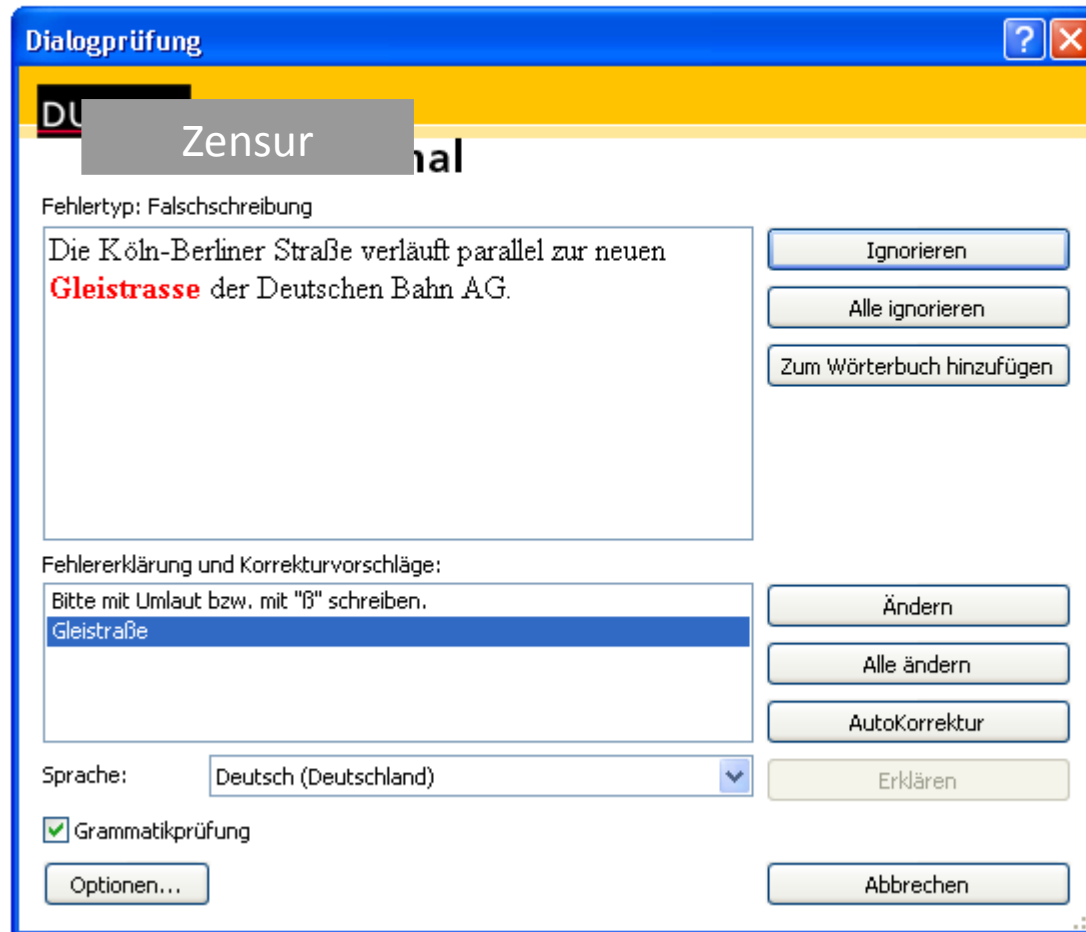 Dialogprüfung
DU
Zensur
nal
Fehlertyp: Falschschreibung
Die Köln-Berliner Straße verläuft parallel zur neuen
Gleistrasse der Deutschen Bahn AG.
Ignorieren
Alle ignorieren
Zum Wörterbuch hinzufügen
Fehlererklärung und Korrekturvorschläge:
Bitte mit Umlaut bzw. mit "ß" schreiben.
Gleistraße
Ändern
Alle ändern
AutoKorrektur
Sprache: Deutsch (Deutschland)
Erklären
Grammatikprüfung
Optionen...
Abbrechen